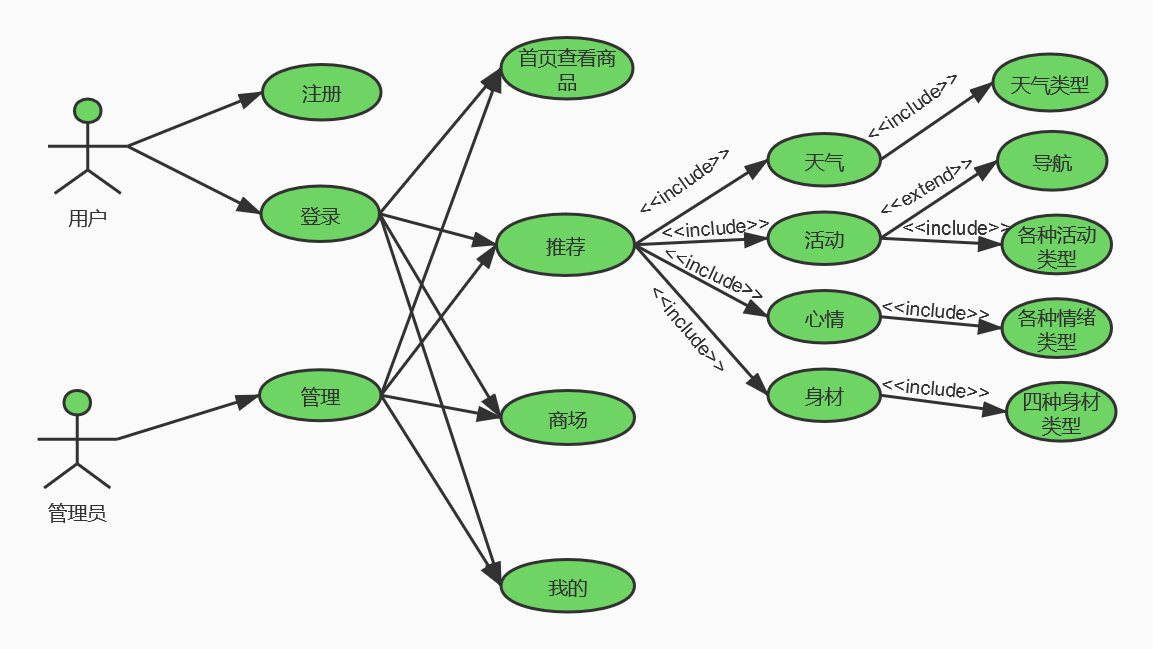 用户
管理员
注册
登录
管理
首页查看商
品
推荐
商场
我的
<<include>>
<<include>>
<<include>>
<<include>>
天气
活动
心情
身材
<<include>>
<<extend>>
<<include>>
<<include>>
<<include>>
天气类型
导航
各种活动
类型
各种情绪
类型
四种身材
类型